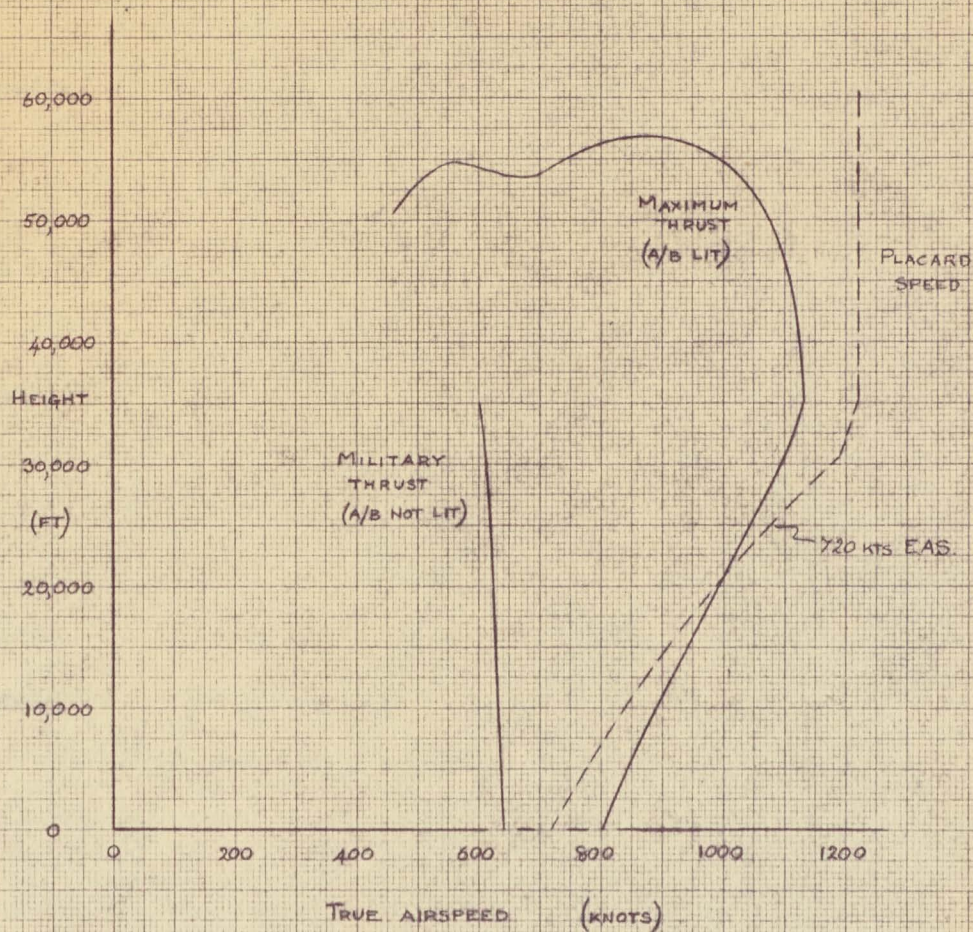 60,000
50,000
40,000
HEIGHT
30,000
(FT)
20,000
10,000
0
MAXIMUM
THRUST
(A/B LIT)
PLACARD
SPEED
MILITARY
THRUST
(A/B NOT LIT)
720 KTS EAS.
0 200 400 600 800 1000 1200
TRUE AIRSPEED (KNOTS)